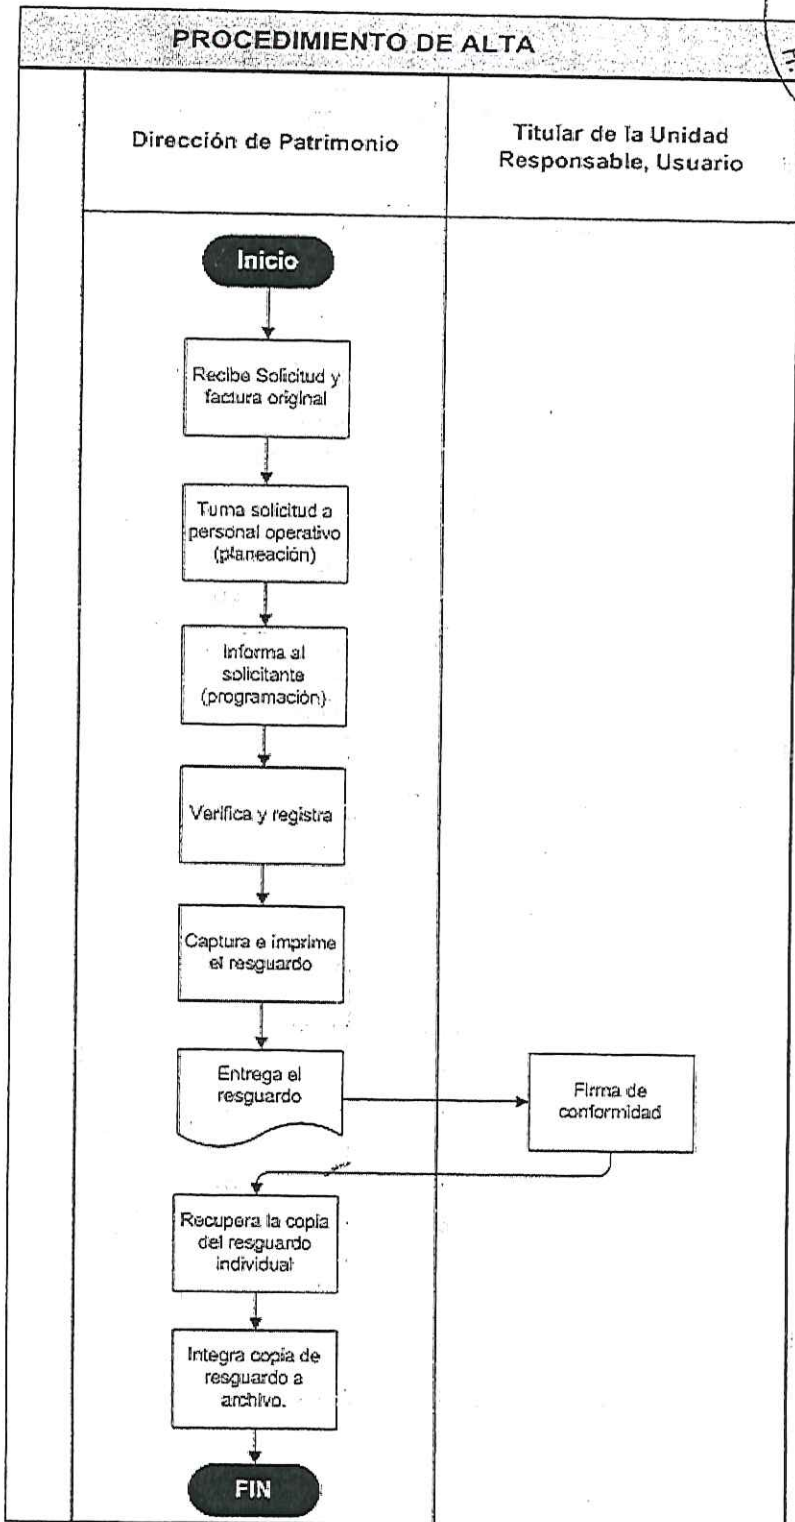 PROCEDIMIENTO DE ALTA
Dirección de Patrimonio
Titular de la Unidad
Responsable, Usuario
Inicio
Recibe Solicitud y
factura original
Turna solicitud a
personal operativo
(planeación)
Informa al
solicitante
(programación)
Verifica y registra
Captura e imprime
el resguardo
Entrega el
resguardo
Firma de
conformidad
Recupera la copia
del resguardo
individual
Integra copia de
resguardo a
archivo.
FIN